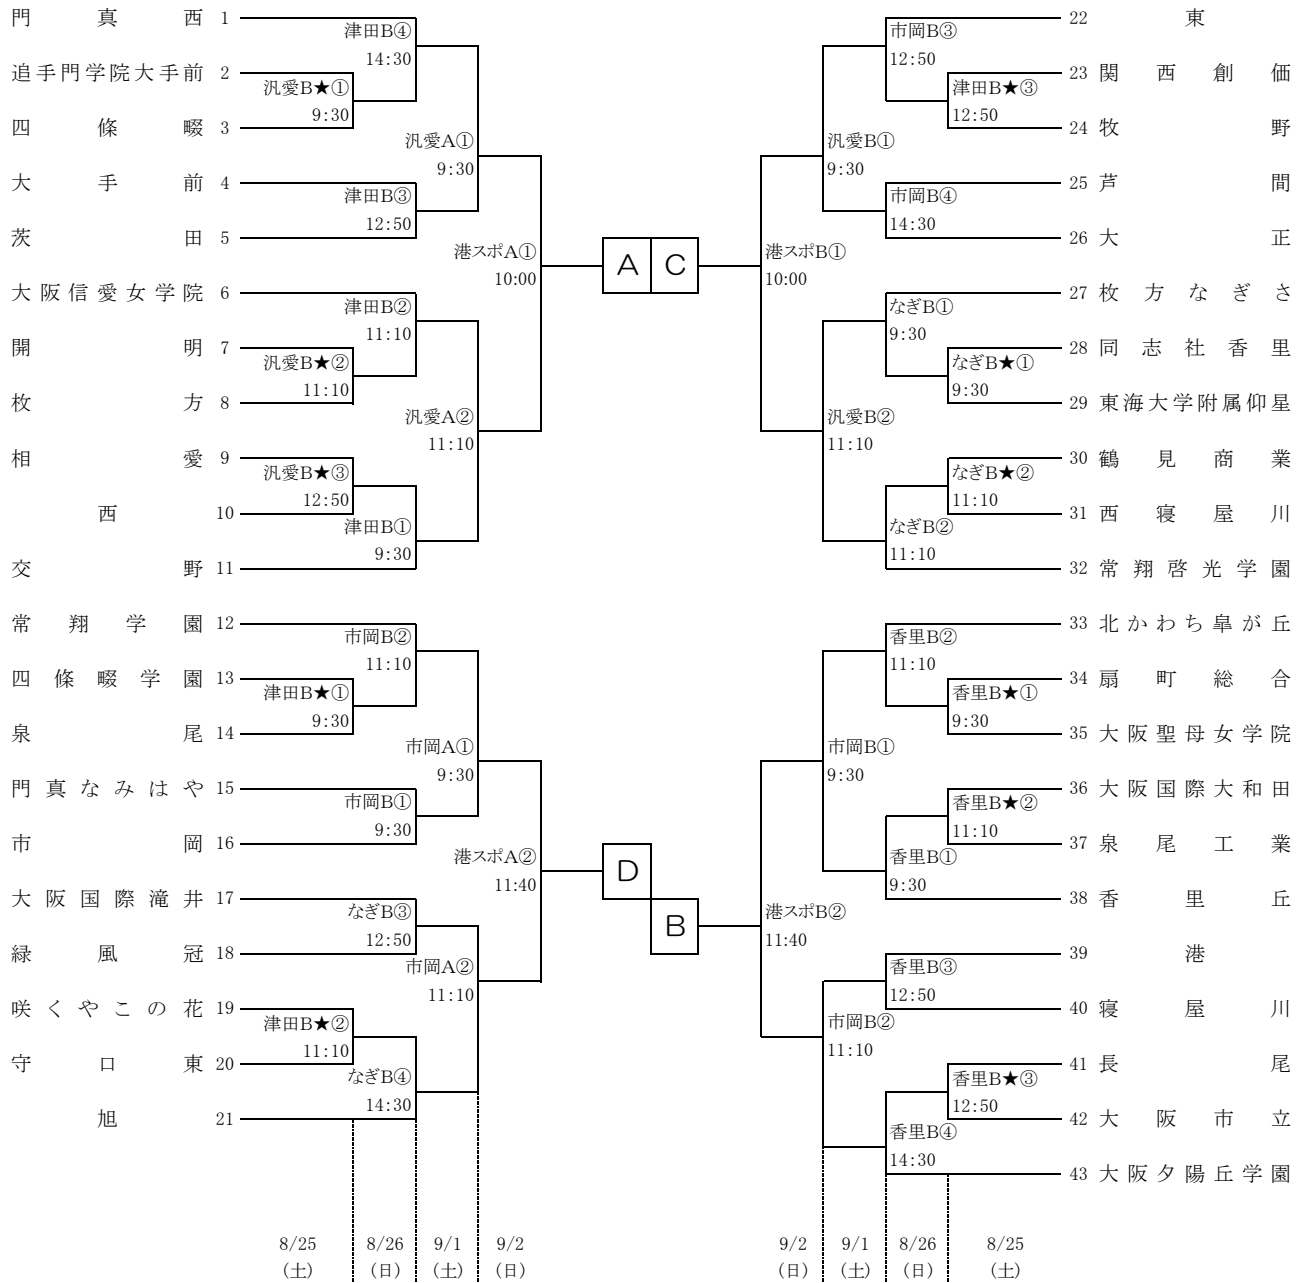 門真西 1
津田B④
14:30
追手門学院大手前 2
汎愛B★①
9:30
四條畷 3
汎愛A①
9:30
大手前 4
津田B③
12:50
茨田 5
港スポA①
10:00
大阪信愛女学院 6
津田B②
11:10
開明 7
汎愛B★②
11:10
枚方 8
汎愛A②
11:10
相愛 9
汎愛B★③
12:50
西 10
津田B①
9:30
交野 11
常翔学園 12
市岡B②
11:10
四條畷学園 13
津田B★①
9:30
泉尾 14
市岡A①
9:30
門真なみはや 15
市岡B①
9:30
市岡 16
港スポA②
11:40
大阪国際滝井 17
なぎB③
12:50
緑風冠 18
市岡A②
11:10
咲くやこの花 19
津田B★②
11:10
守口東 20
なぎB④
14:30
旭 21
8/25
(土)
8/26
(日)
9/1
(土)
9/2
(日)
A
C
D
B
22 東
市岡B③
12:50
23 関西創価
津田B★③
12:50
24 牧野
汎愛B①
9:30
25 芦間
市岡B④
14:30
26 大正
港スポB①
10:00
27 枚方なぎさ
なぎB①
9:30
28 同志社香里
なぎB★①
9:30
29 東海大学附属仰星
汎愛B②
11:10
30 鶴見商業
なぎB★②
11:10
31 西寝屋川
なぎB②
11:10
32 常翔啓光学園
33 北かわち皐が丘
香里B②
11:10
34 扇町総合
香里B★①
9:30
35 大阪聖母女学院
市岡B①
9:30
36 大阪国際大和田
香里B★②
11:10
37 泉尾工業
香里B①
9:30
38 香里丘
港スポB②
11:40
39 港
香里B③
12:50
40 寝屋川
市岡B②
11:10
41 長尾
香里B★③
12:50
42 大阪市立
香里B④
14:30
43 大阪夕陽丘学園
9/2
(日)
9/1
(土)
8/26
(日)
8/25
(土)